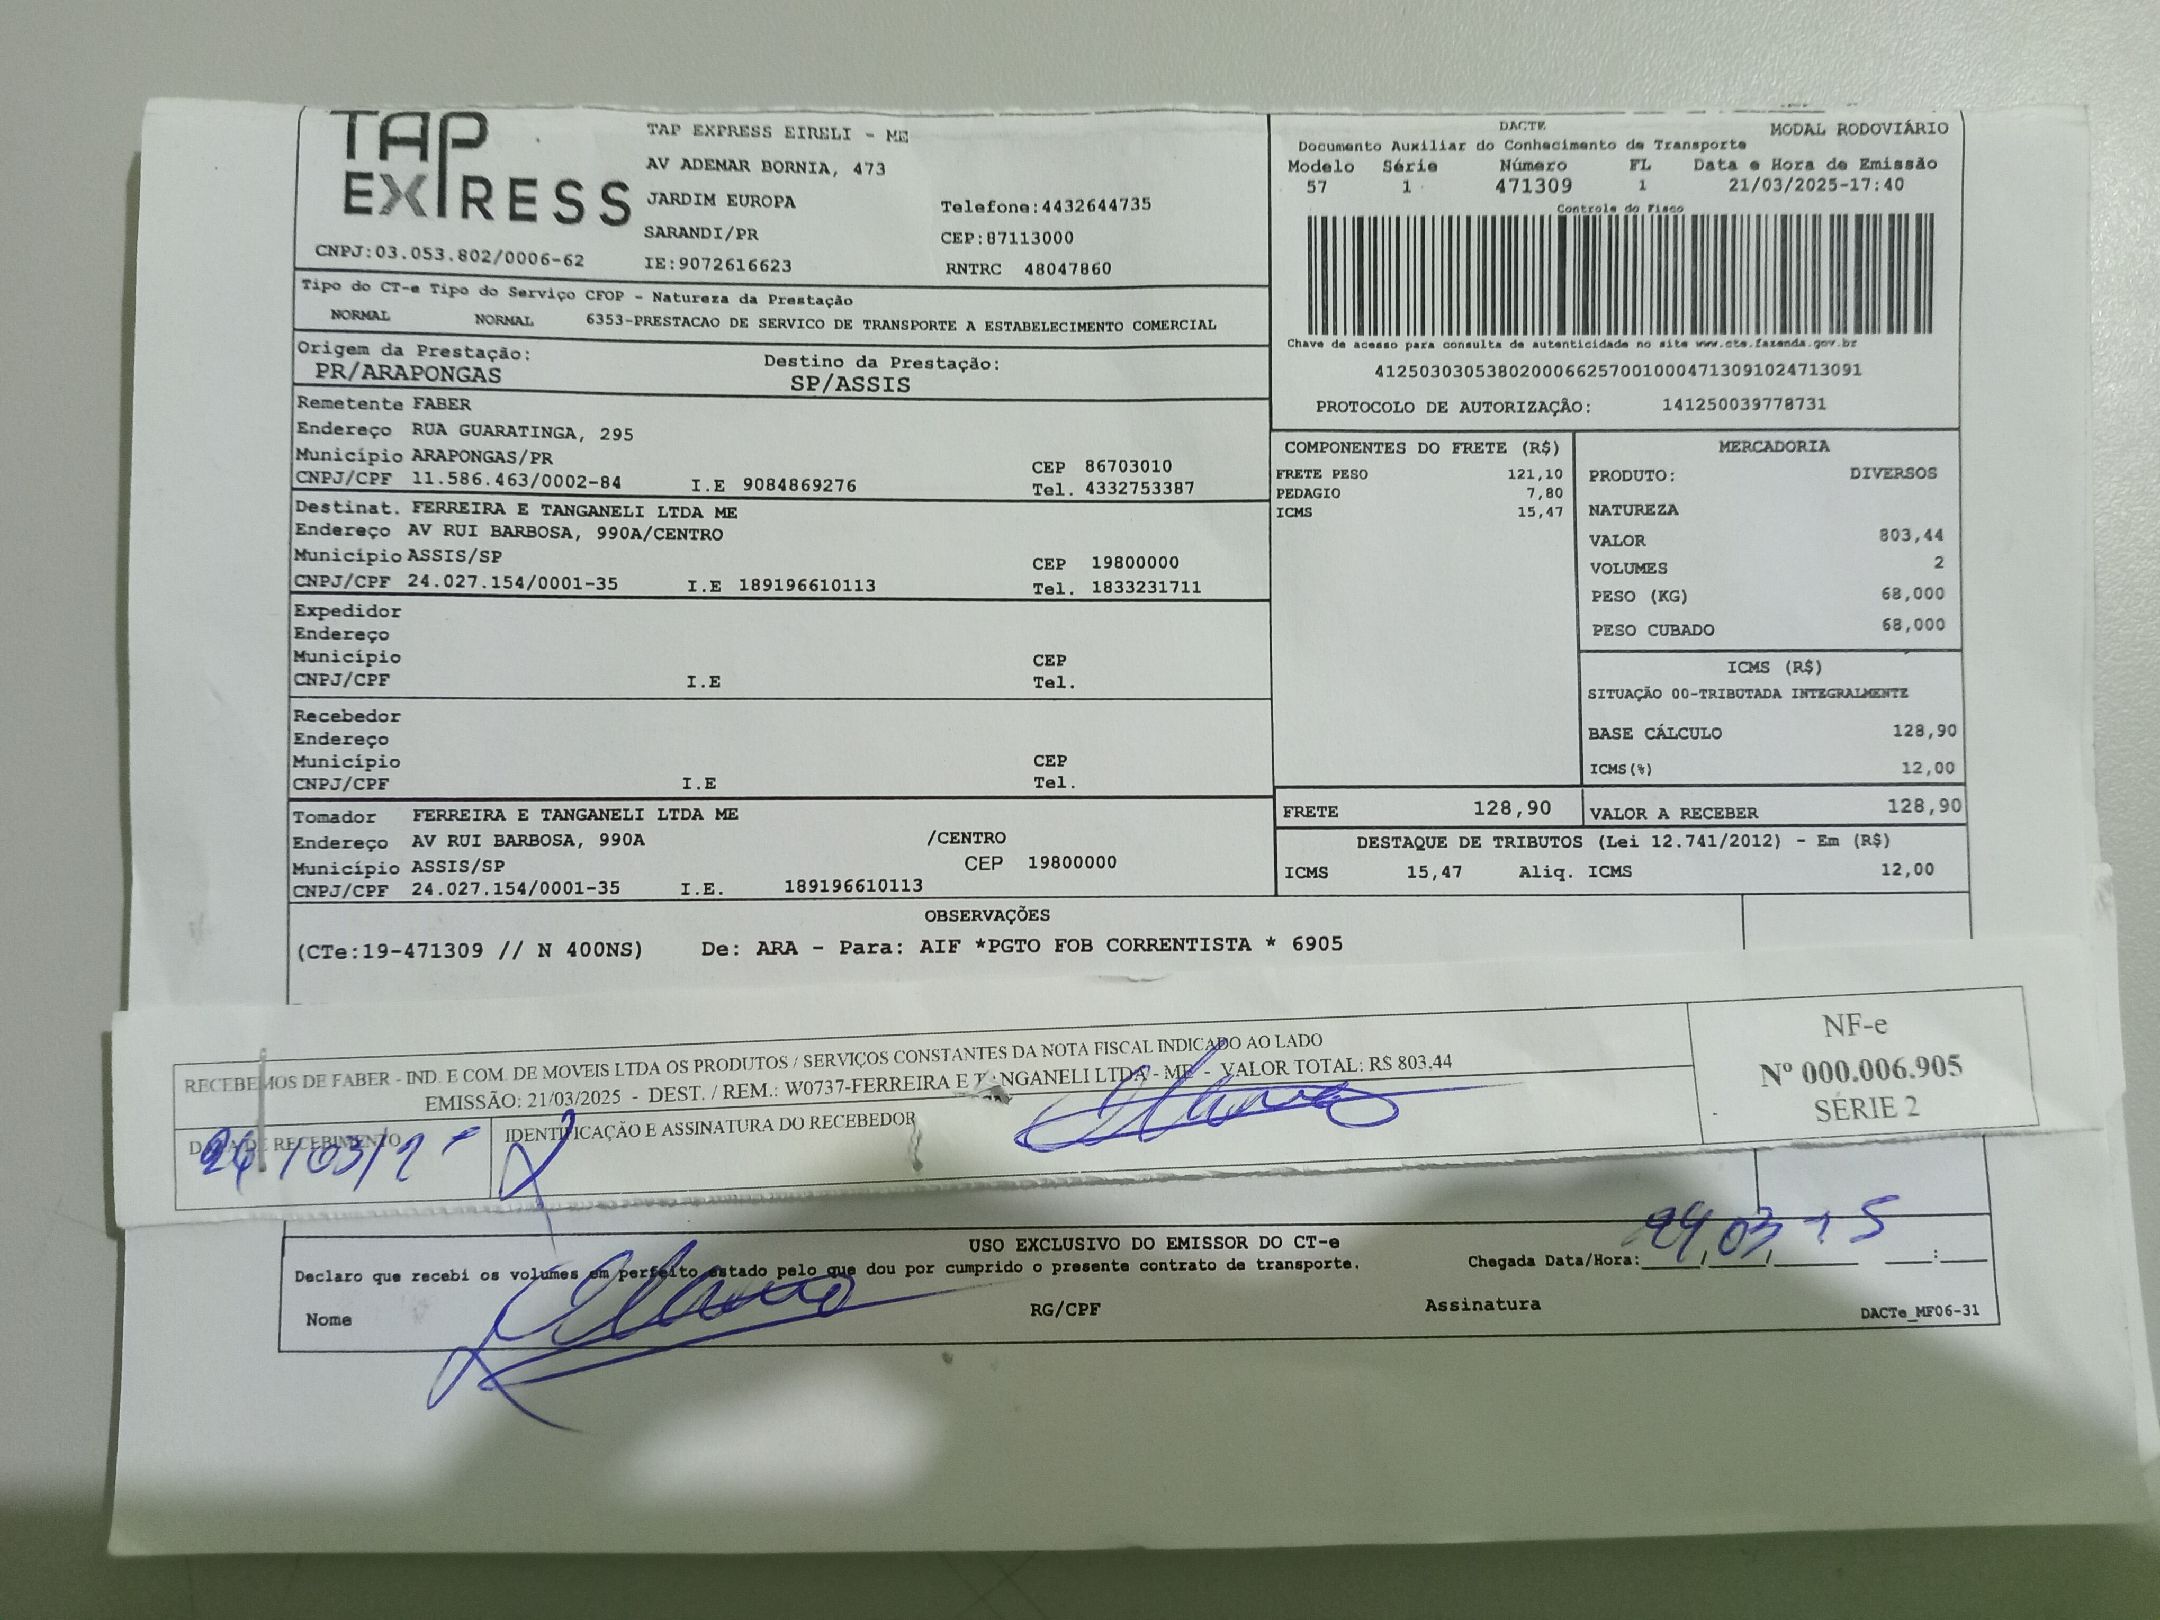 TAP EXPRESS
TAP EXPRESS EIRELI - ME
AV ADEMAR BORNIA, 473
JARDIM EUROPA Telefone:4432644735
SARANDI/PR CEP:87113000
CNPJ:03.053.802/0006-62 IE:9072616623 RNTRC 48047860
DACTE MODAL RODOVIÁRIO
Documento Auxiliar do Conhecimento de Transporte
Modelo Série Número FL Data e Hora de Emissão
57 1 471309 1 21/03/2025-17:40
Controle do Fisco
Chave de acesso para consulta de autenticidade no site www.cte.fazenda.gov.br
41250303053802000662570010004713091024713091
PROTOCOLO DE AUTORIZAÇÃO: 141250039778731
Tipo do CT-e Tipo do Serviço CFOP - Natureza da Prestação
NORMAL NORMAL 6353-PRESTACAO DE SERVICO DE TRANSPORTE A ESTABELECIMENTO COMERCIAL
Origem da Prestação: Destino da Prestação:
PR/ARAPONGAS SP/ASSIS
Remetente FABER
Endereço RUA GUARATINGA, 295
Município ARAPONGAS/PR CEP 86703010
CNPJ/CPF 11.586.463/0002-84 I.E 9084869276 Tel. 4332753387
Destinat. FERREIRA E TANGANELI LTDA ME
Endereço AV RUI BARBOSA, 990A/CENTRO
Município ASSIS/SP CEP 19800000
CNPJ/CPF 24.027.154/0001-35 I.E 189196610113 Tel. 1833231711
Expedidor
Endereço
Município CEP
CNPJ/CPF I.E Tel.
Recebedor
Endereço
Município CEP
CNPJ/CPF I.E Tel.
Tomador FERREIRA E TANGANELI LTDA ME
Endereço AV RUI BARBOSA, 990A /CENTRO
Município ASSIS/SP CEP 19800000
CNPJ/CPF 24.027.154/0001-35 I.E. 189196610113
COMPONENTES DO FRETE (R$)
FRETE PESO 121,10
PEDAGIO 7,80
ICMS 15,47
MERCADORIA
PRODUTO: DIVERSOS
NATUREZA
VALOR 803,44
VOLUMES 2
PESO (KG) 68,000
PESO CUBADO 68,000
ICMS (R$)
SITUAÇÃO 00-TRIBUTADA INTEGRALMENTE
BASE CÁLCULO 128,90
ICMS(%) 12,00
FRETE 128,90 VALOR A RECEBER 128,90
DESTAQUE DE TRIBUTOS (Lei 12.741/2012) - Em (R$)
ICMS 15,47 Aliq. ICMS 12,00
OBSERVAÇÕES
(CTe:19-471309 // N 400NS) De: ARA - Para: AIF *PGTO FOB CORRENTISTA * 6905
RECEBEMOS DE FABER - IND. E COM. DE MOVEIS LTDA OS PRODUTOS / SERVIÇOS CONSTANTES DA NOTA FISCAL INDICADO AO LADO
EMISSÃO: 21/03/2025 - DEST. / REM.: W0737-FERREIRA E TANGANELI LTDA - ME - VALOR TOTAL: R$ 803,44
DATA DE RECEBIMENTO IDENTIFICAÇÃO E ASSINATURA DO RECEBEDOR
NF-e
Nº 000.006.905
SÉRIE 2
USO EXCLUSIVO DO EMISSOR DO CT-e
Declaro que recebi os volumes em perfeito estado pelo que dou por cumprido o presente contrato de transporte. Chegada Data/Hora: 24/03/ :
Nome RG/CPF Assinatura DACTe_MF06-31